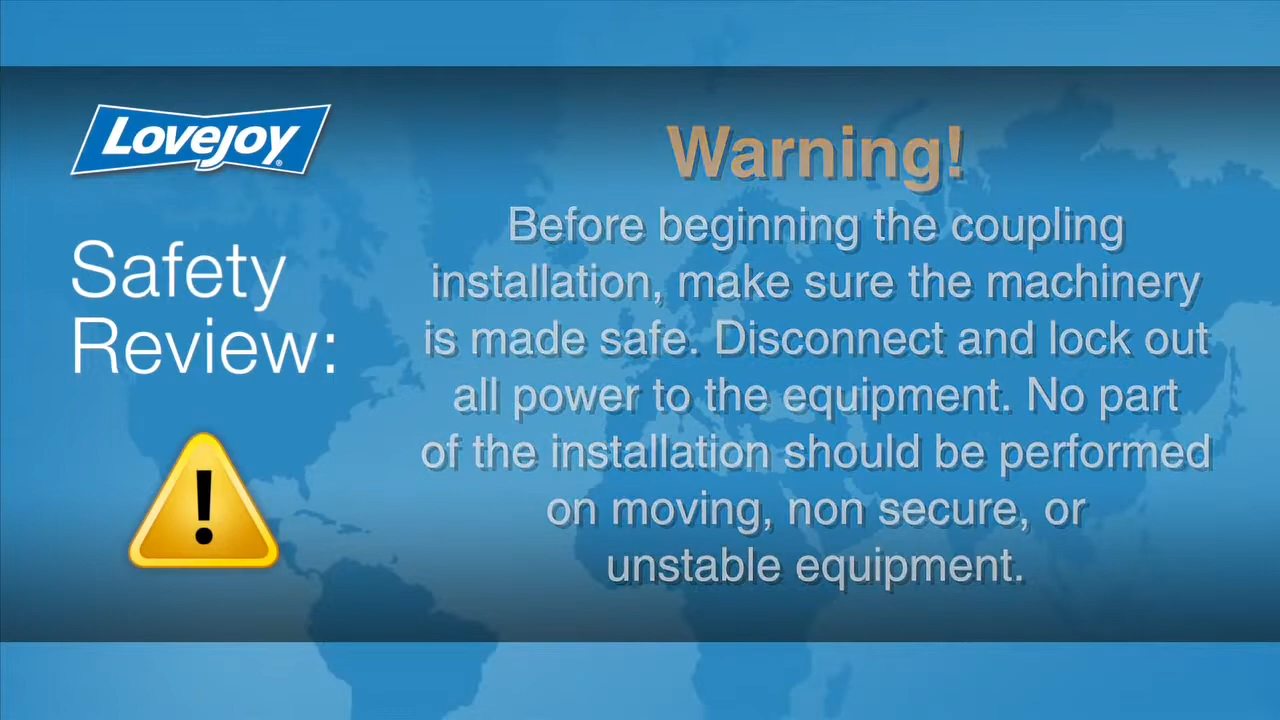 Lovejoy®
Safety
Review:
!
Warning!
Before beginning the coupling
installation, make sure the machinery
is made safe. Disconnect and lock out
all power to the equipment. No part
of the installation should be performed
on moving, non secure, or
unstable equipment.